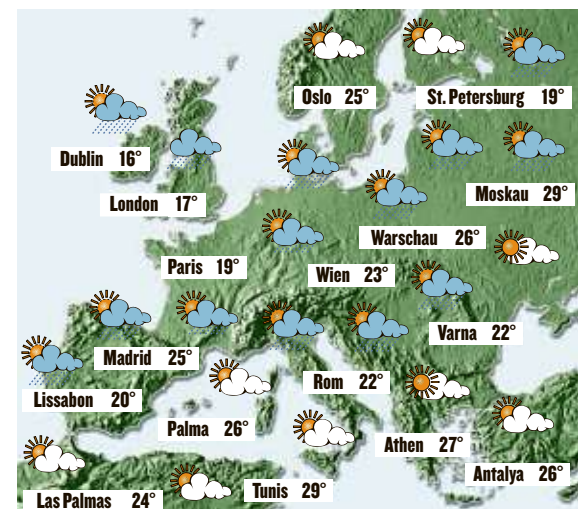 Oslo 25°
St. Petersburg 19°
Dublin 16°
Moskau 29°
London 17°
Warschau 26°
Paris 19°
Wien 23°
Varna 22°
Madrid 25°
Rom 22°
Lissabon 20°
Palma 26°
Athen 27°
Antalya 26°
Las Palmas 24°
Tunis 29°